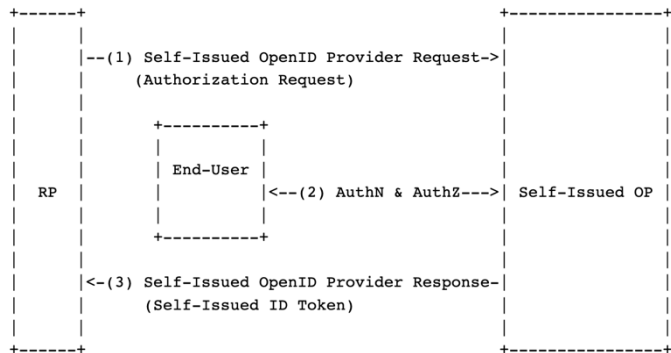 --(1) Self-Issued OpenID Provider Request->
(Authorization Request)
End-User
RP
<--(2) AuthN & AuthZ--->
Self-Issued OP
<-(3) Self-Issued OpenID Provider Response-
(Self-Issued ID Token)